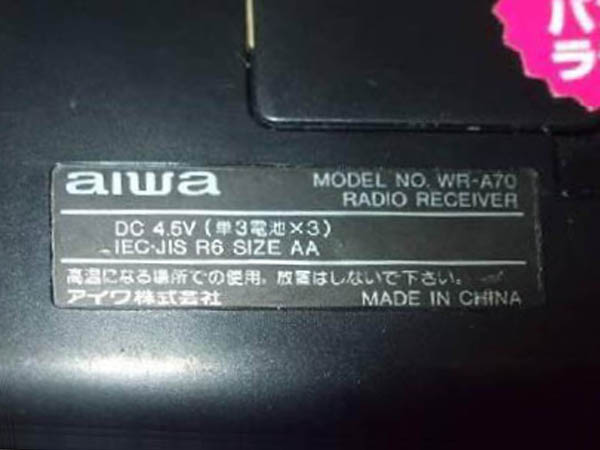 バ
ラ
aiwa
MODEL NO. WR-A70
RADIO RECEIVER
DC 4.5V (単3電池×3)
IEC·JIS R6 SIZE AA
高温になる場所での使用,放置はしないで下さい。
アイワ株式会社 MADE IN CHINA